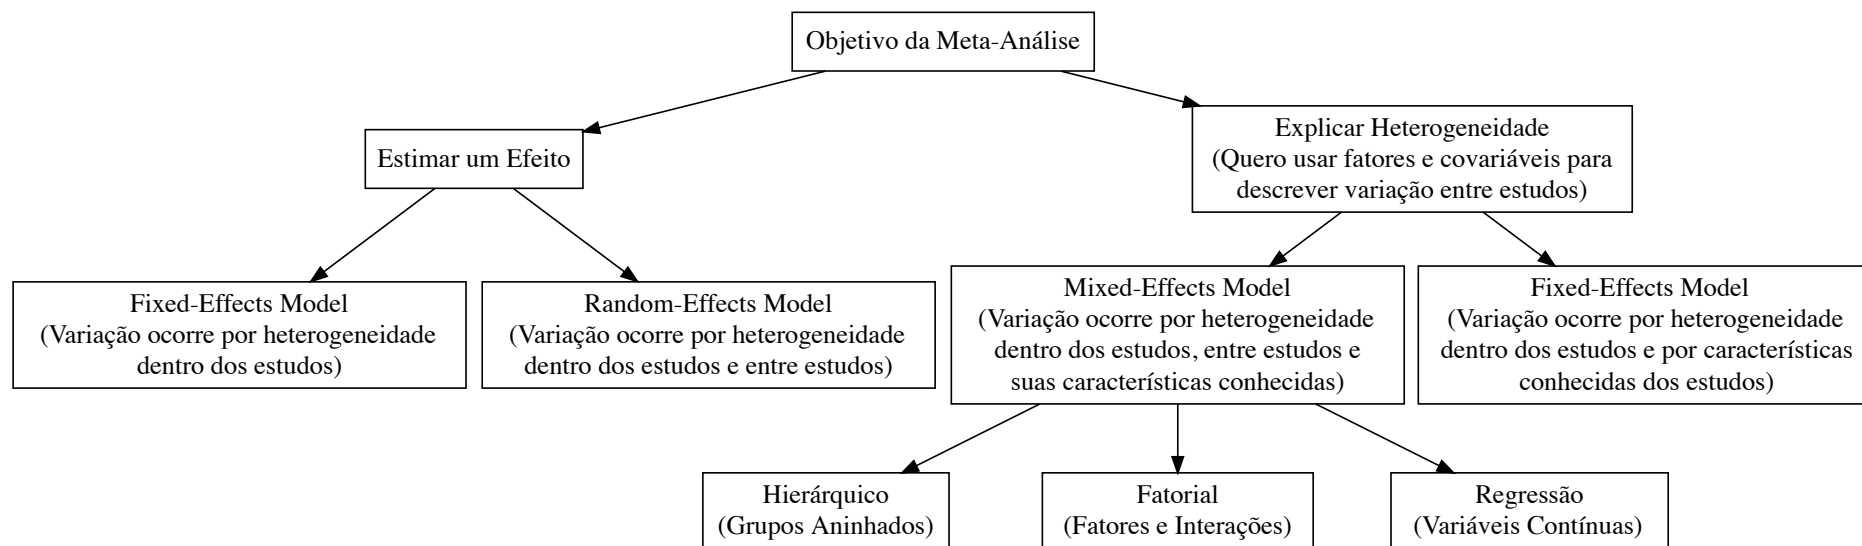 Objetivo da Meta-Análise
Estimar um Efeito
Explicar Heterogeneidade
(Quero usar fatores e covariáveis para
descrever variação entre estudos)
Fixed-Effects Model
(Variação ocorre por heterogeneidade
dentro dos estudos)
Random-Effects Model
(Variação ocorre por heterogeneidade
dentro dos estudos e entre estudos)
Mixed-Effects Model
(Variação ocorre por heterogeneidade
dentro dos estudos, entre estudos e
suas características conhecidas)
Fixed-Effects Model
(Variação ocorre por heterogeneidade
dentro dos estudos e por características
conhecidas dos estudos)
Hierárquico
(Grupos Aninhados)
Fatorial
(Fatores e Interações)
Regressão
(Variáveis Contínuas)